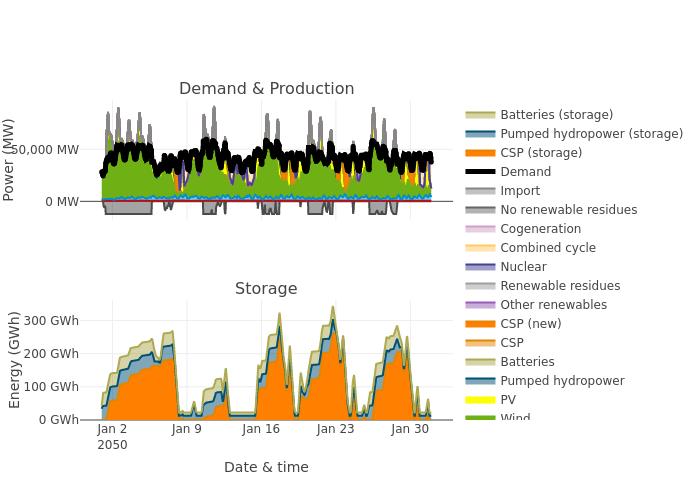 Demand & Production
Power (MW)
50,000 MW
0 MW
Storage
Energy (GWh)
300 GWh
200 GWh
100 GWh
0 GWh
Jan 2
2050
Jan 9
Jan 16
Jan 23
Jan 30
Date & time
Batteries (storage)
Pumped hydropower (storage)
CSP (storage)
Demand
Import
No renewable residues
Cogeneration
Combined cycle
Nuclear
Renewable residues
Other renewables
CSP (new)
CSP
Batteries
Pumped hydropower
PV
Wind